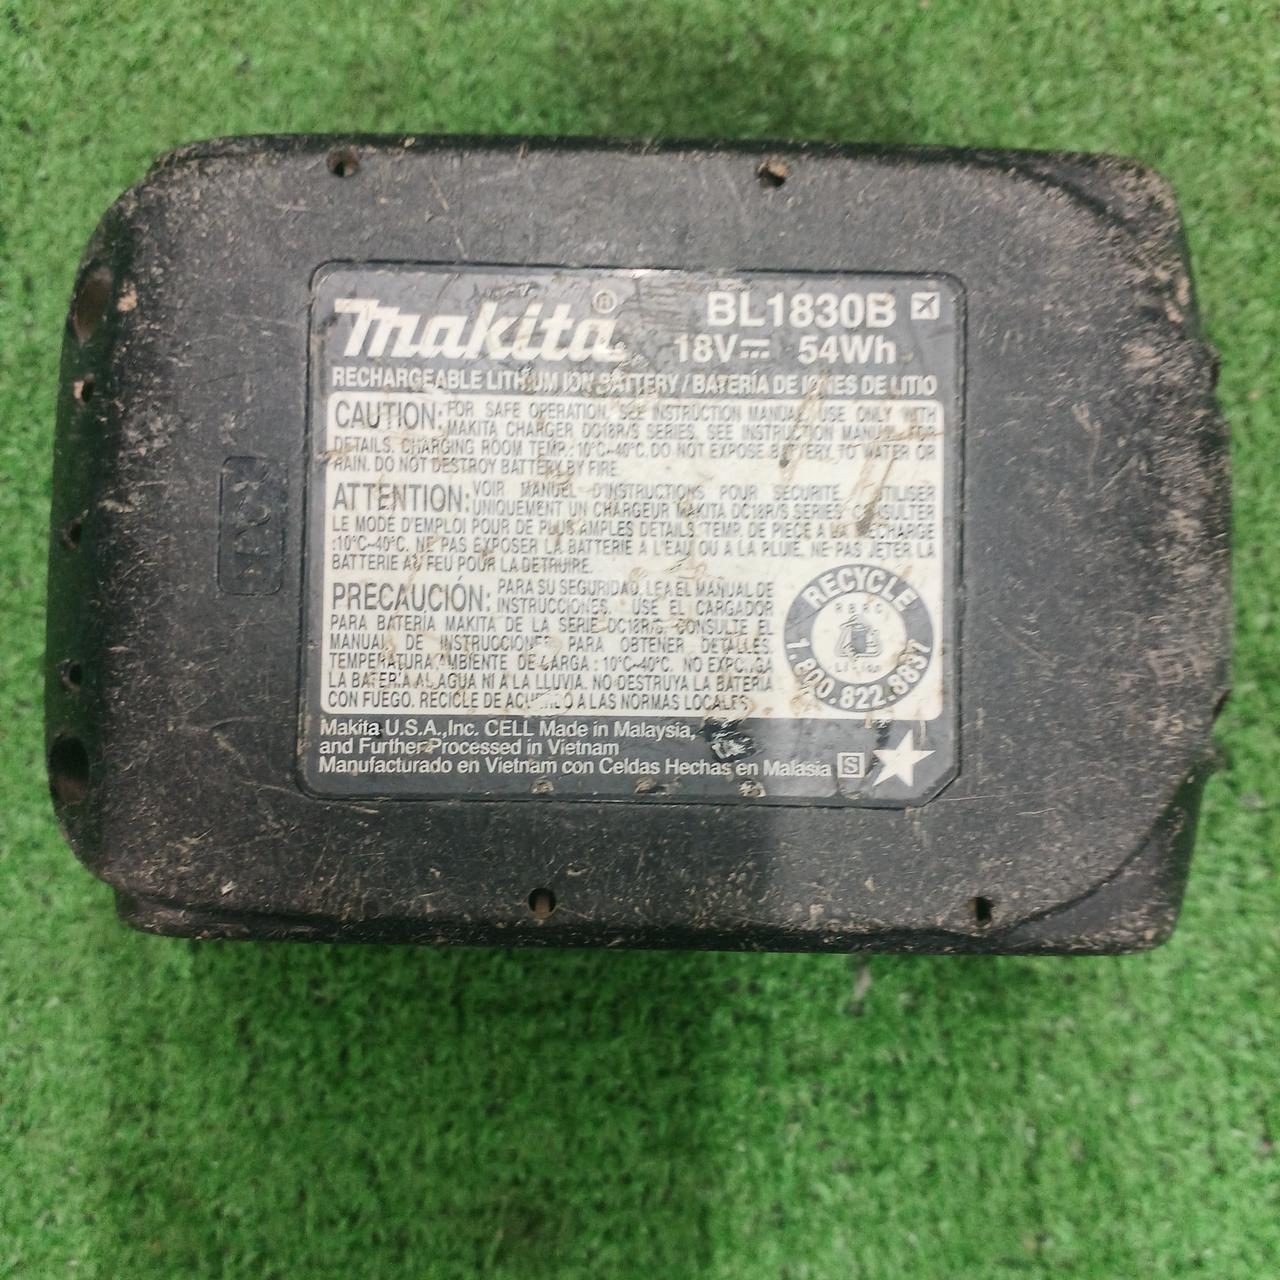 makita®
BL1830B
18V 54Wh
RECHARGEABLE LITHIUM ION BATTERY / BATERÍA DE IONES DE LITIO
CAUTION: FOR SAFE OPERATION, SEE INSTRUCTION MANUAL, USE ONLY WITH
MAKITA CHARGER DC18R/S SERIES. SEE INSTRUCTION MANUAL FOR
DETAILS. CHARGING ROOM TEMP.: 10°C~40°C. DO NOT EXPOSE BATTERY TO WATER OR
RAIN. DO NOT DESTROY BATTERY BY FIRE.
ATTENTION: VOIR MANUEL D'INSTRUCTIONS POUR SECURITE. UTILISER
UNIQUEMENT UN CHARGEUR MAKITA DC18R/S SERIES. CONSULTER
LE MODE D'EMPLOI POUR DE PLUS AMPLES DETAILS. TEMP. DE PIECE A LA RECHARGE
:10°C~40°C. NE PAS EXPOSER LA BATTERIE A L'EAU OU A LA PLUIE. NE PAS JETER LA
BATTERIE AU FEU POUR LA DETRUIRE.
PRECAUCIÓN: PARA SU SEGURIDAD, LEA EL MANUAL DE
INSTRUCCIONES. USE EL CARGADOR
PARA BATERÍA MAKITA DE LA SERIE DC18R/S. CONSULTE EL
MANUAL DE INSTRUCCIONES PARA OBTENER DETALLES.
TEMPERATURA AMBIENTE DE CARGA : 10°C~40°C. NO EXPONGA
LA BATERÍA AL AGUA NI A LA LLUVIA. NO DESTRUYA LA BATERÍA
CON FUEGO. RECICLE DE ACUERDO A LAS NORMAS LOCALES.
RECYCLE
RBRC
Li-ion
1.800.822.8837
Makita U.S.A.,Inc. CELL Made in Malaysia,
and Further Processed in Vietnam
Manufacturado en Vietnam con Celdas Hechas en Malasia S